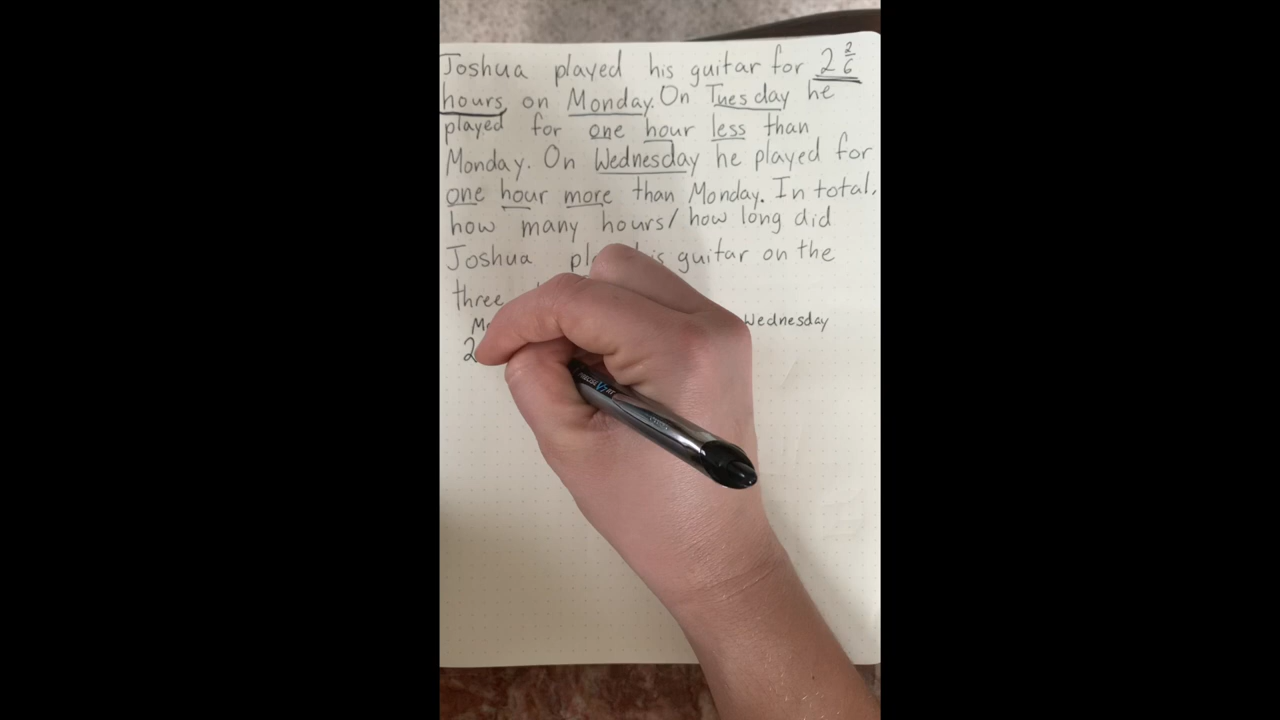 Joshua played his guitar for 2 2/6
hours on Monday. On Tuesday he
played for one hour less than
Monday. On Wednesday he played for
one hour more than Monday. In total,
how many hours/ how long did
Joshua guitar on the
three
Wednesday
2